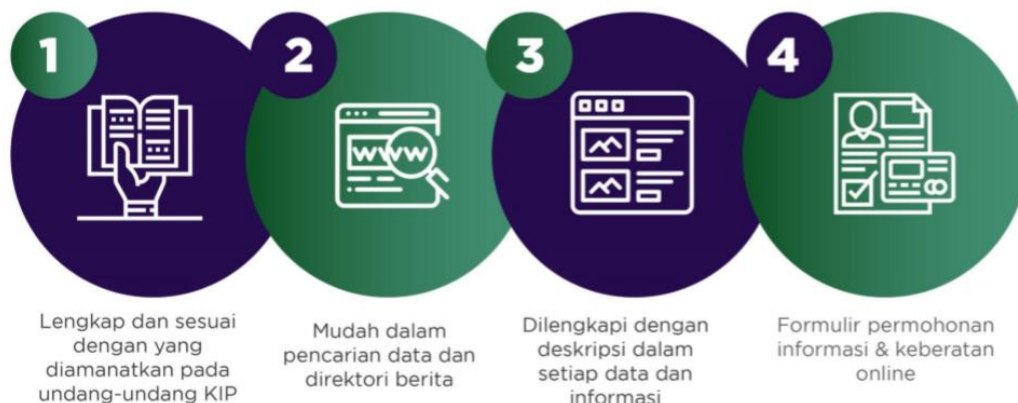 1
2
3
4
www
Lengkap dan sesuai
dengan yang
diamanatkan pada
undang-undang KIP
Mudah dalam
pencarian data dan
direktori berita
Dilengkapi dengan
deskripsi dalam
setiap data dan
informasi
Formulir permohonan
informasi & keberatan
online